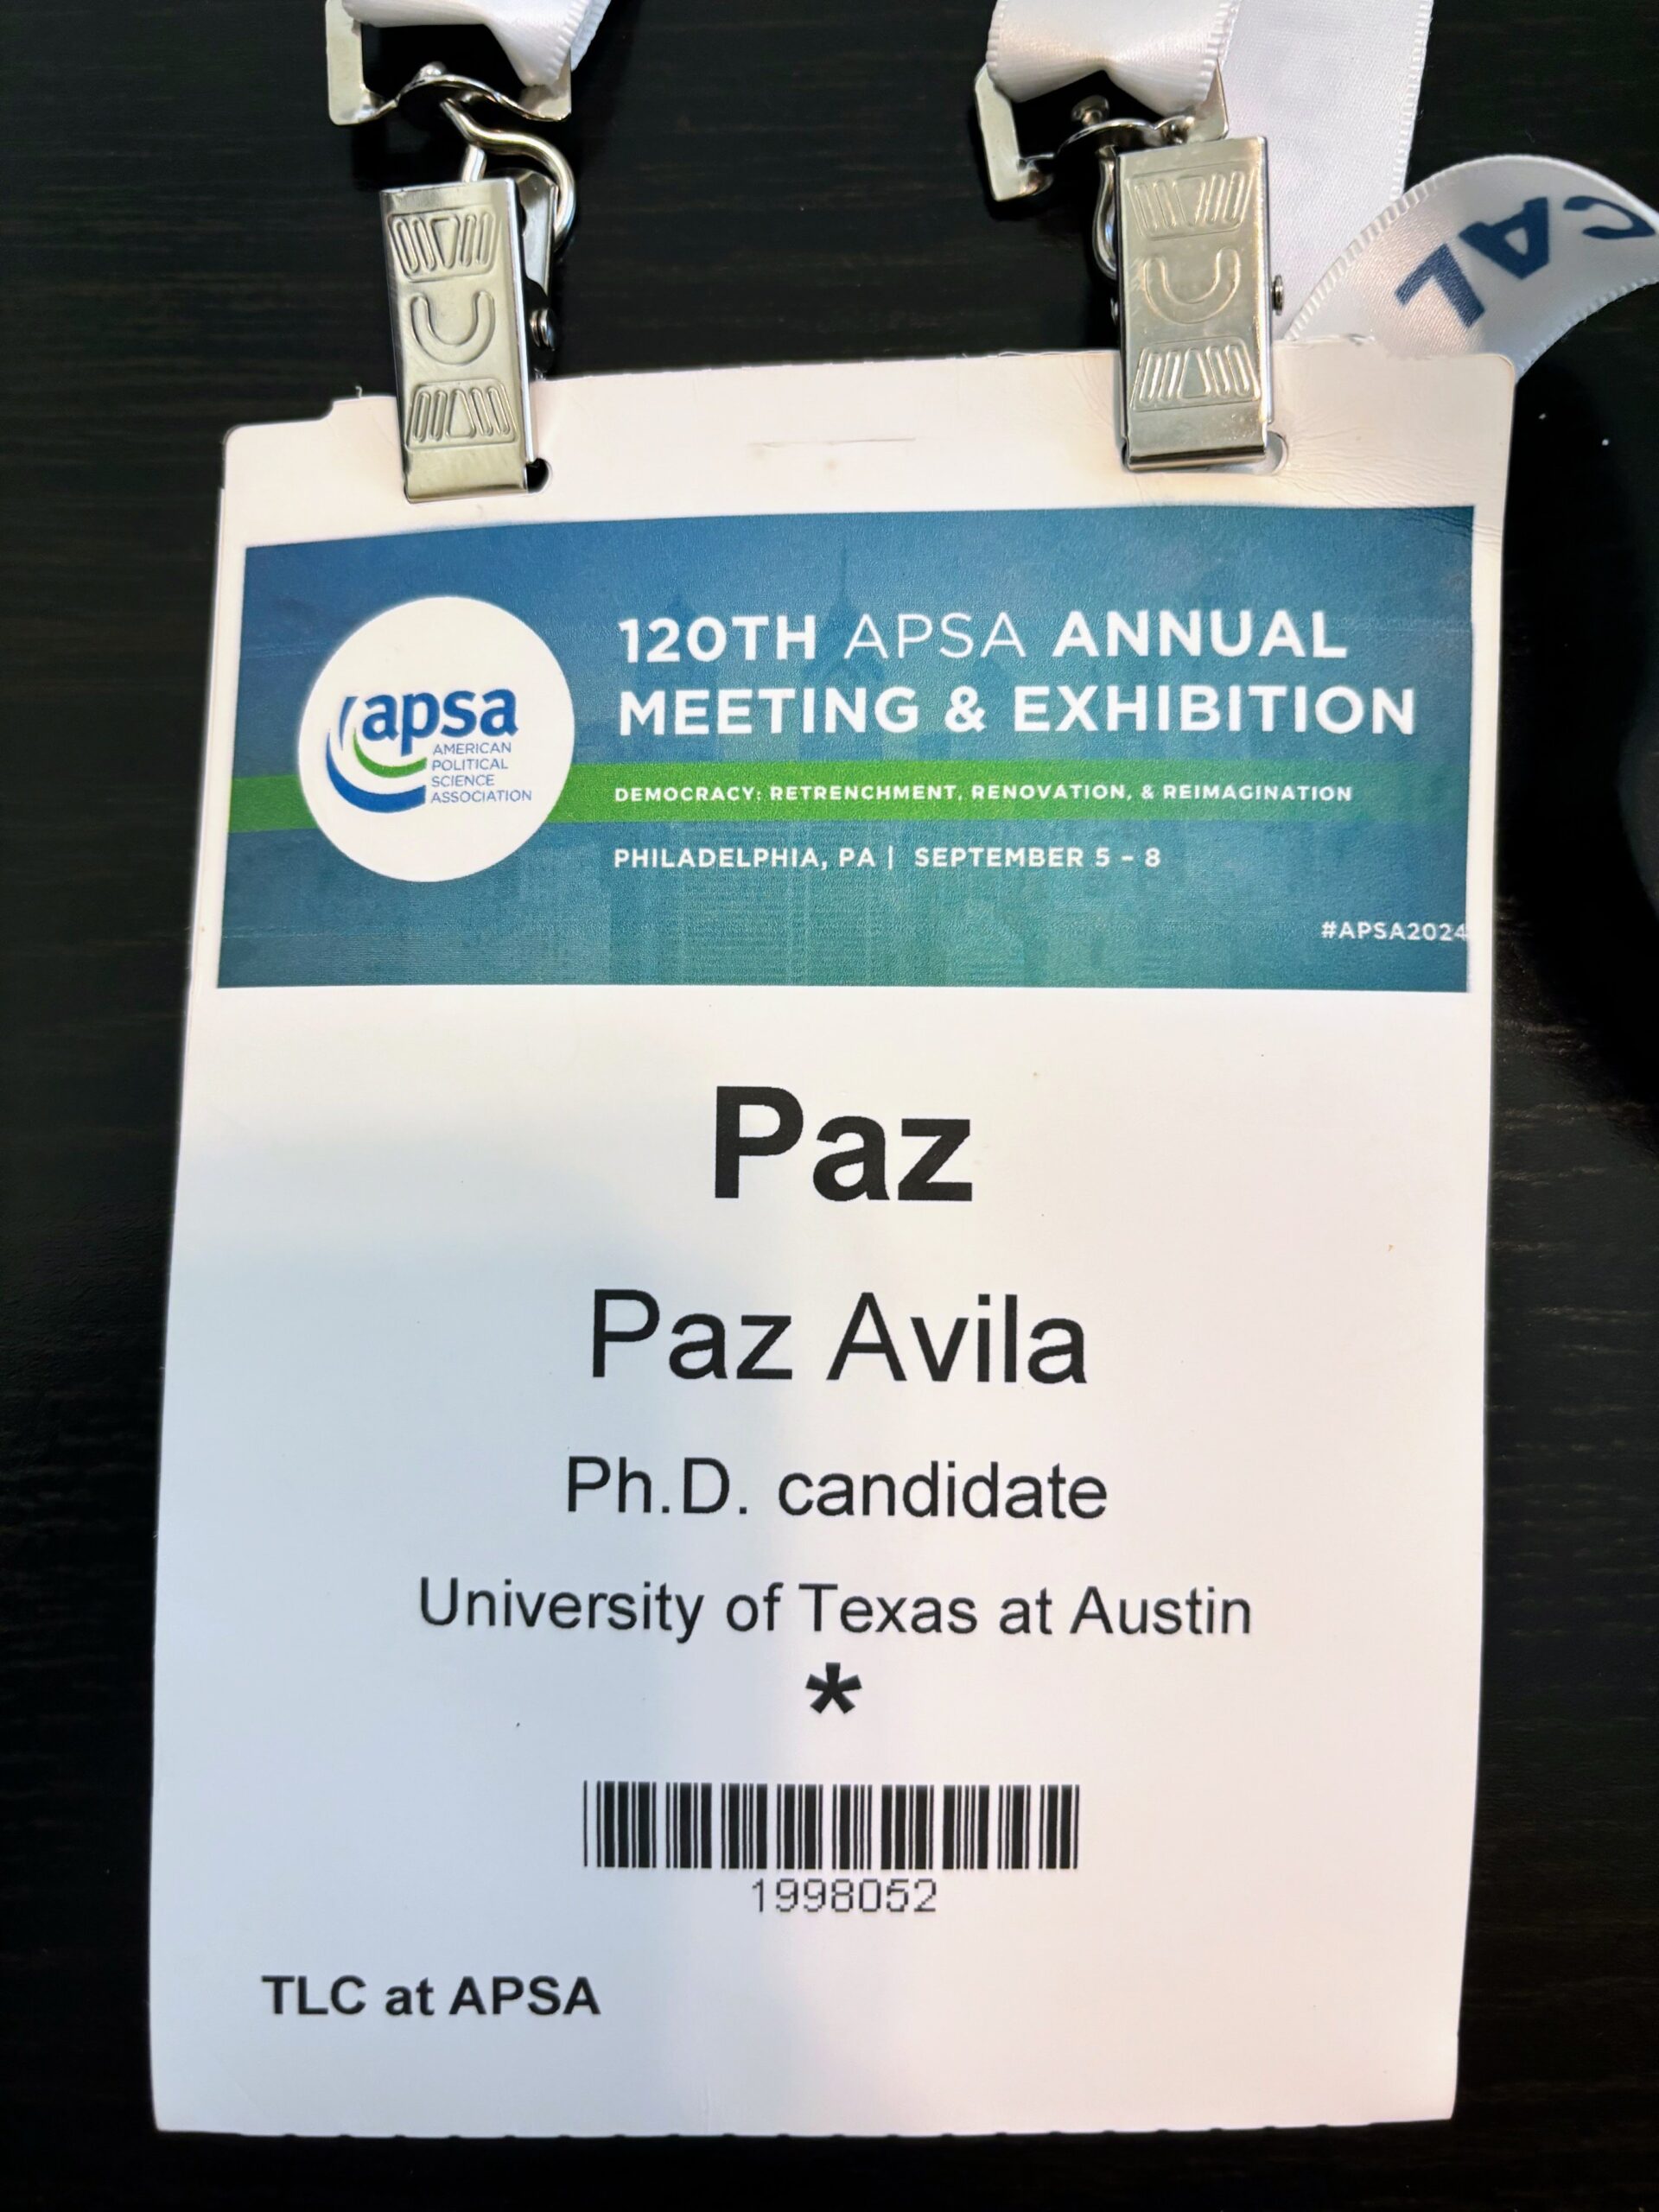 CAL
apsa
AMERICAN
POLITICAL
SCIENCE
ASSOCIATION
120TH APSA ANNUAL
MEETING & EXHIBITION
DEMOCRACY: RETRENCHMENT, RENOVATION, & REIMAGINATION
PHILADELPHIA, PA | SEPTEMBER 5 - 8
#APSA2024
Paz
Paz Avila
Ph.D. candidate
University of Texas at Austin
*
1998052
TLC at APSA